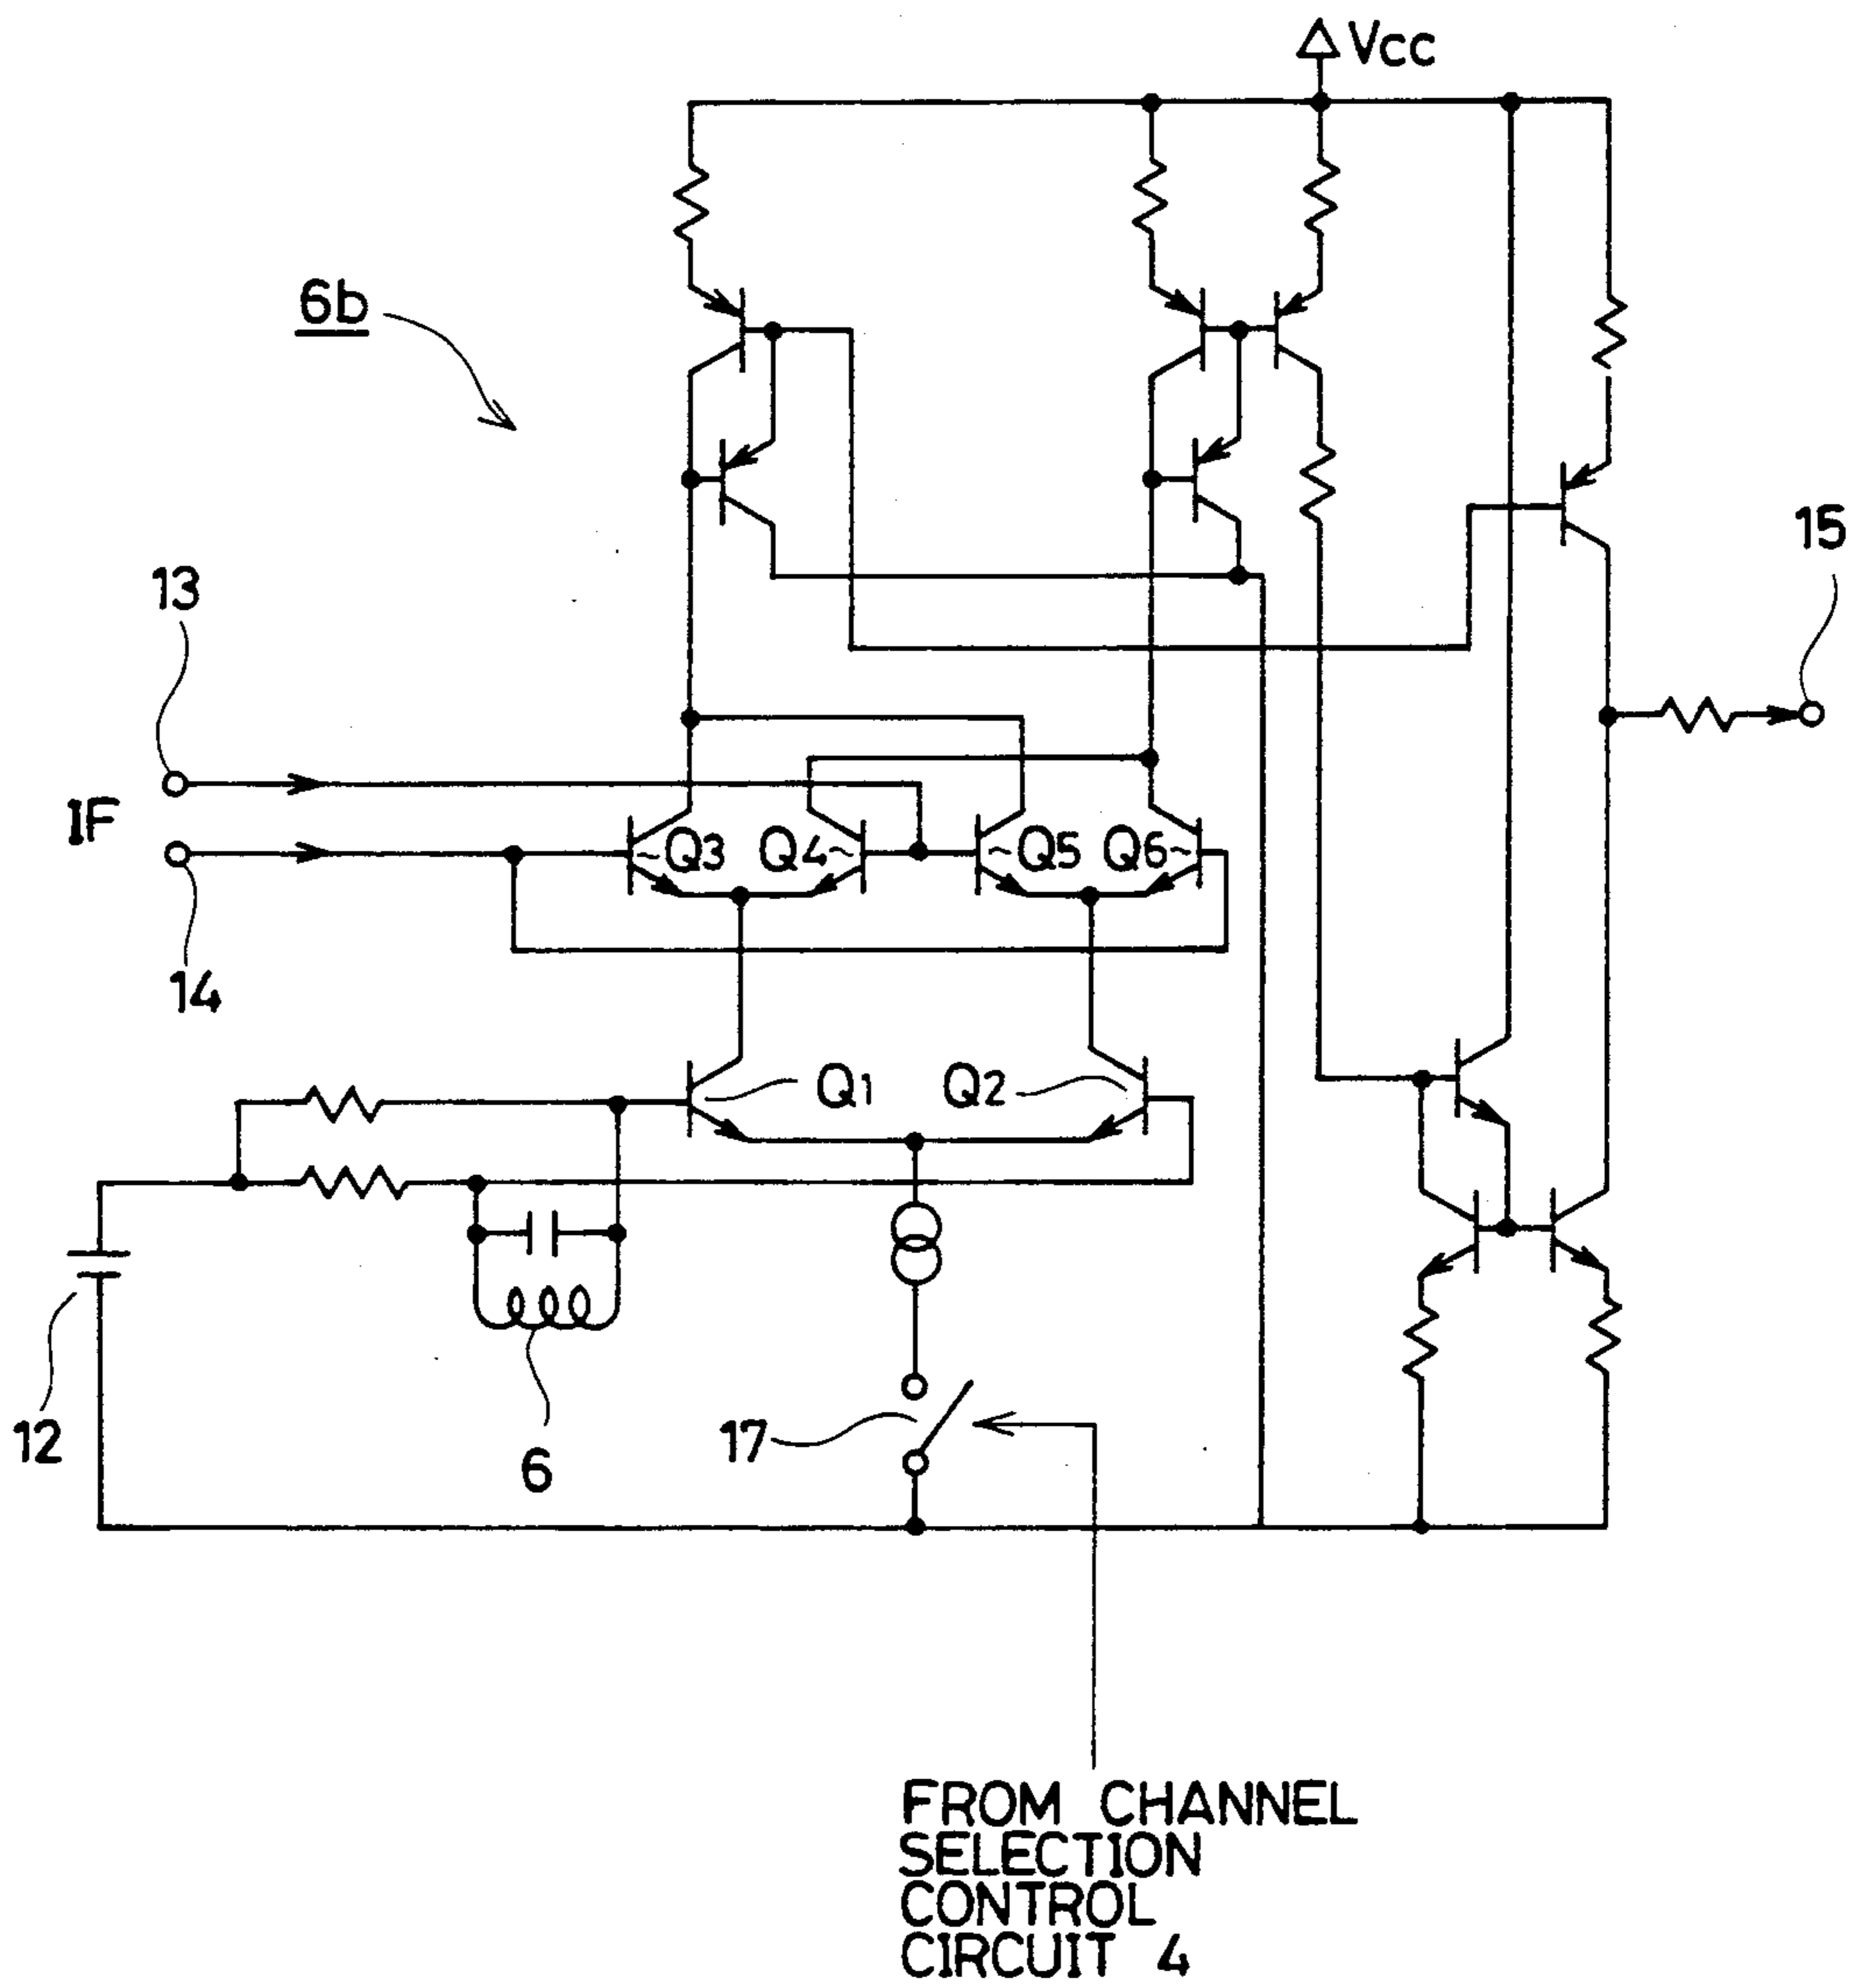 Vcc
6b
15
13
IF
Q3 Q4 Q5 Q6
14
Q1 Q2
12
6
17
FROM CHANNEL
SELECTION
CONTROL
CIRCUIT 4